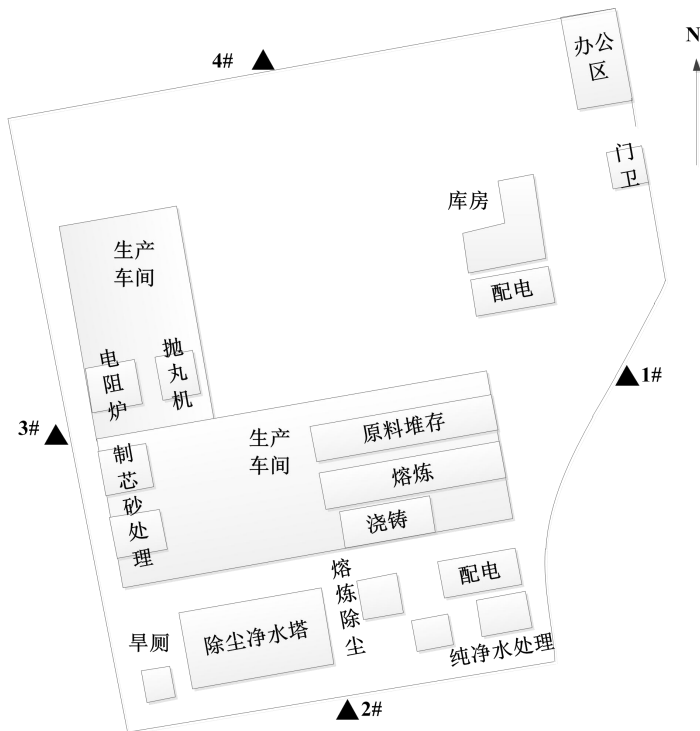 4#
办公
区
N
门
卫
库房
生产
车间
配电
电
阻
炉
抛
丸
机
1#
3#
生产
车间
原料堆存
制
芯
熔炼
砂
处
理
浇铸
熔
炼
除
尘
配电
旱厕
除尘净水塔
纯净水处理
2#